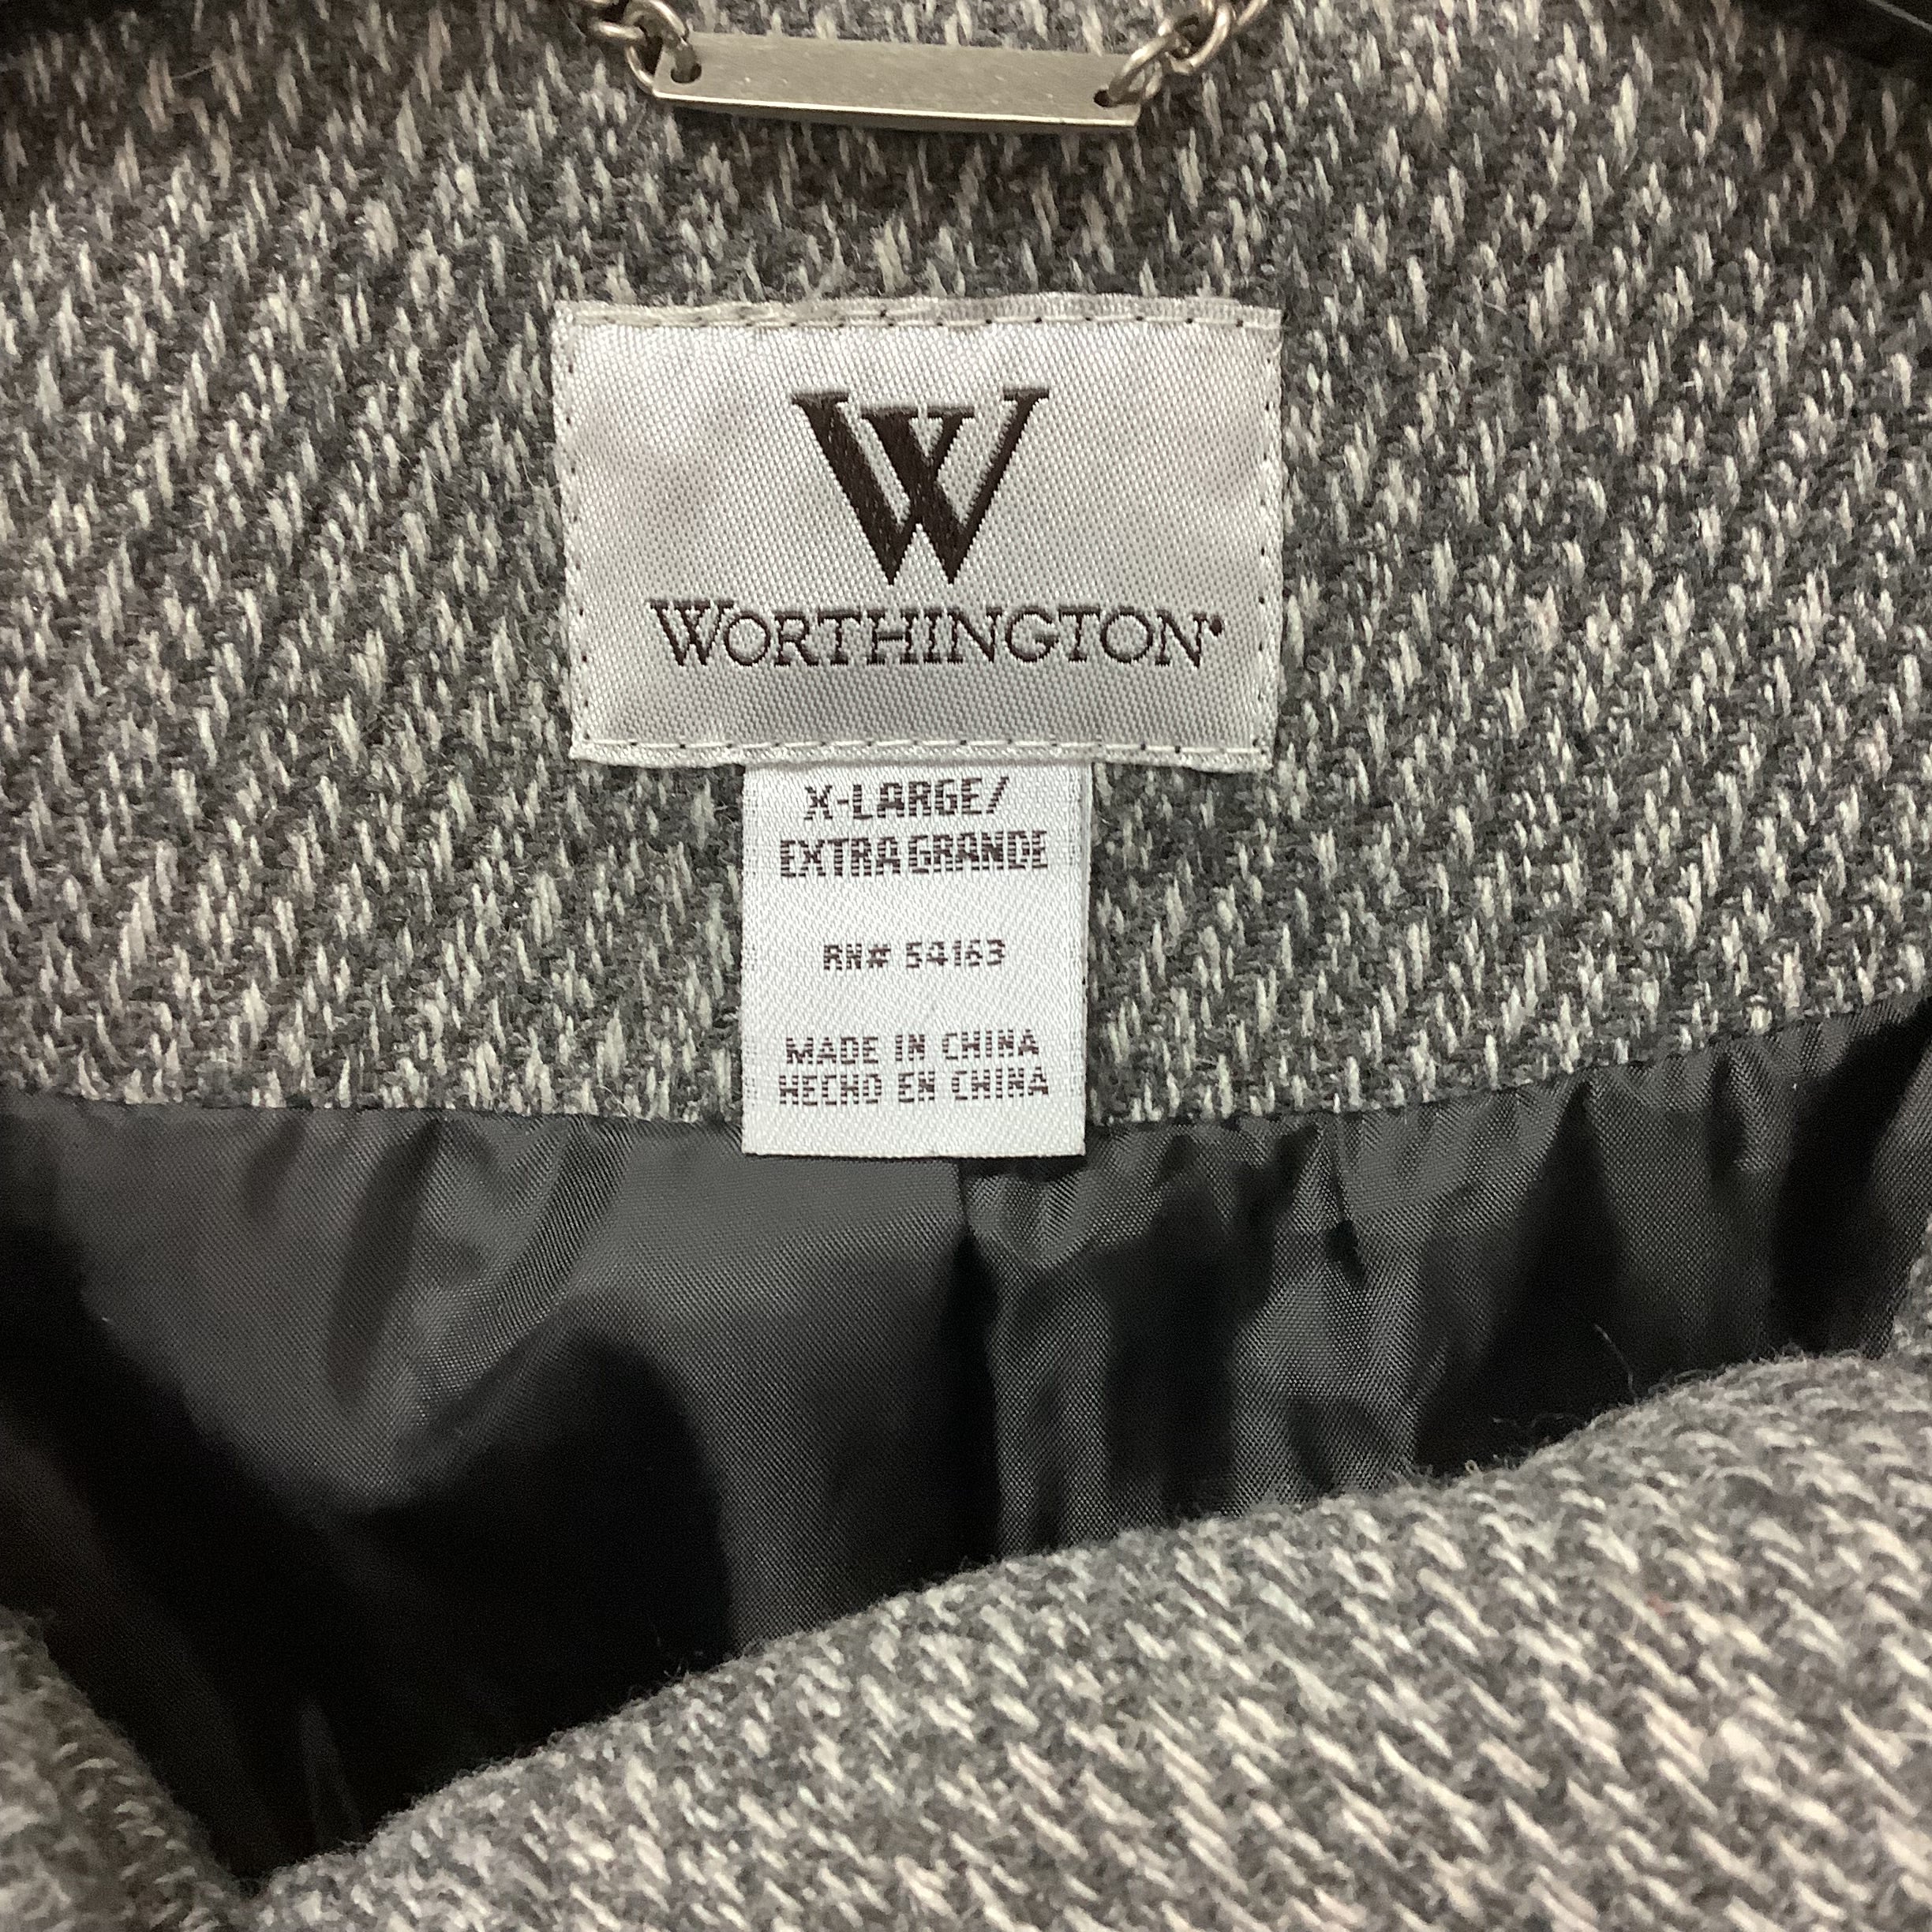 W
WORTHINGTON®
X-LARGE/
EXTRA GRANDE
RN# 54163
MADE IN CHINA
HECHO EN CHINA